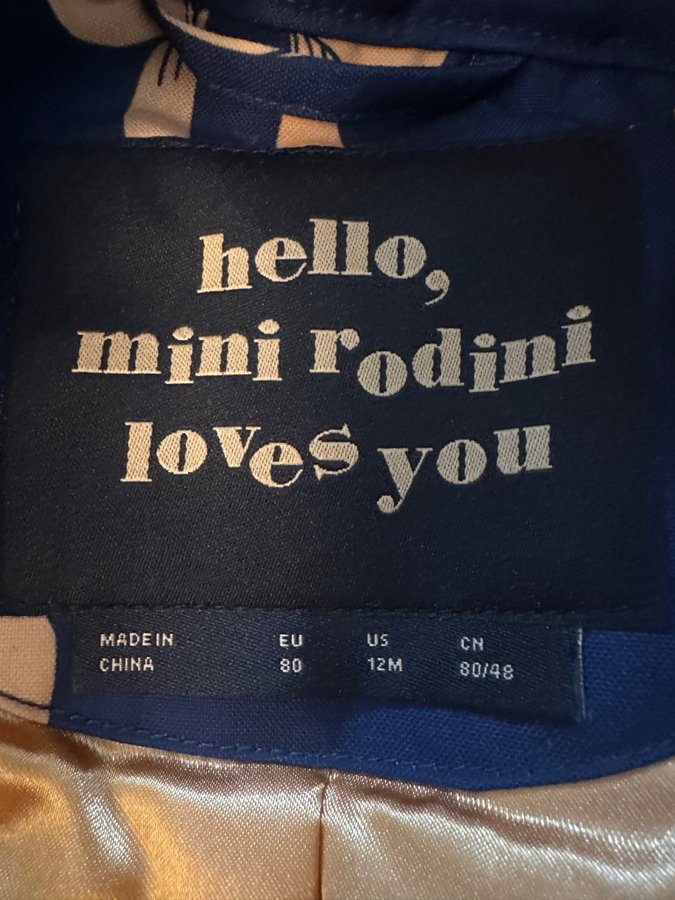 hello,
mini rodini
loves you
MADE IN CHINA
EU 80
US 12M
CN 80/48